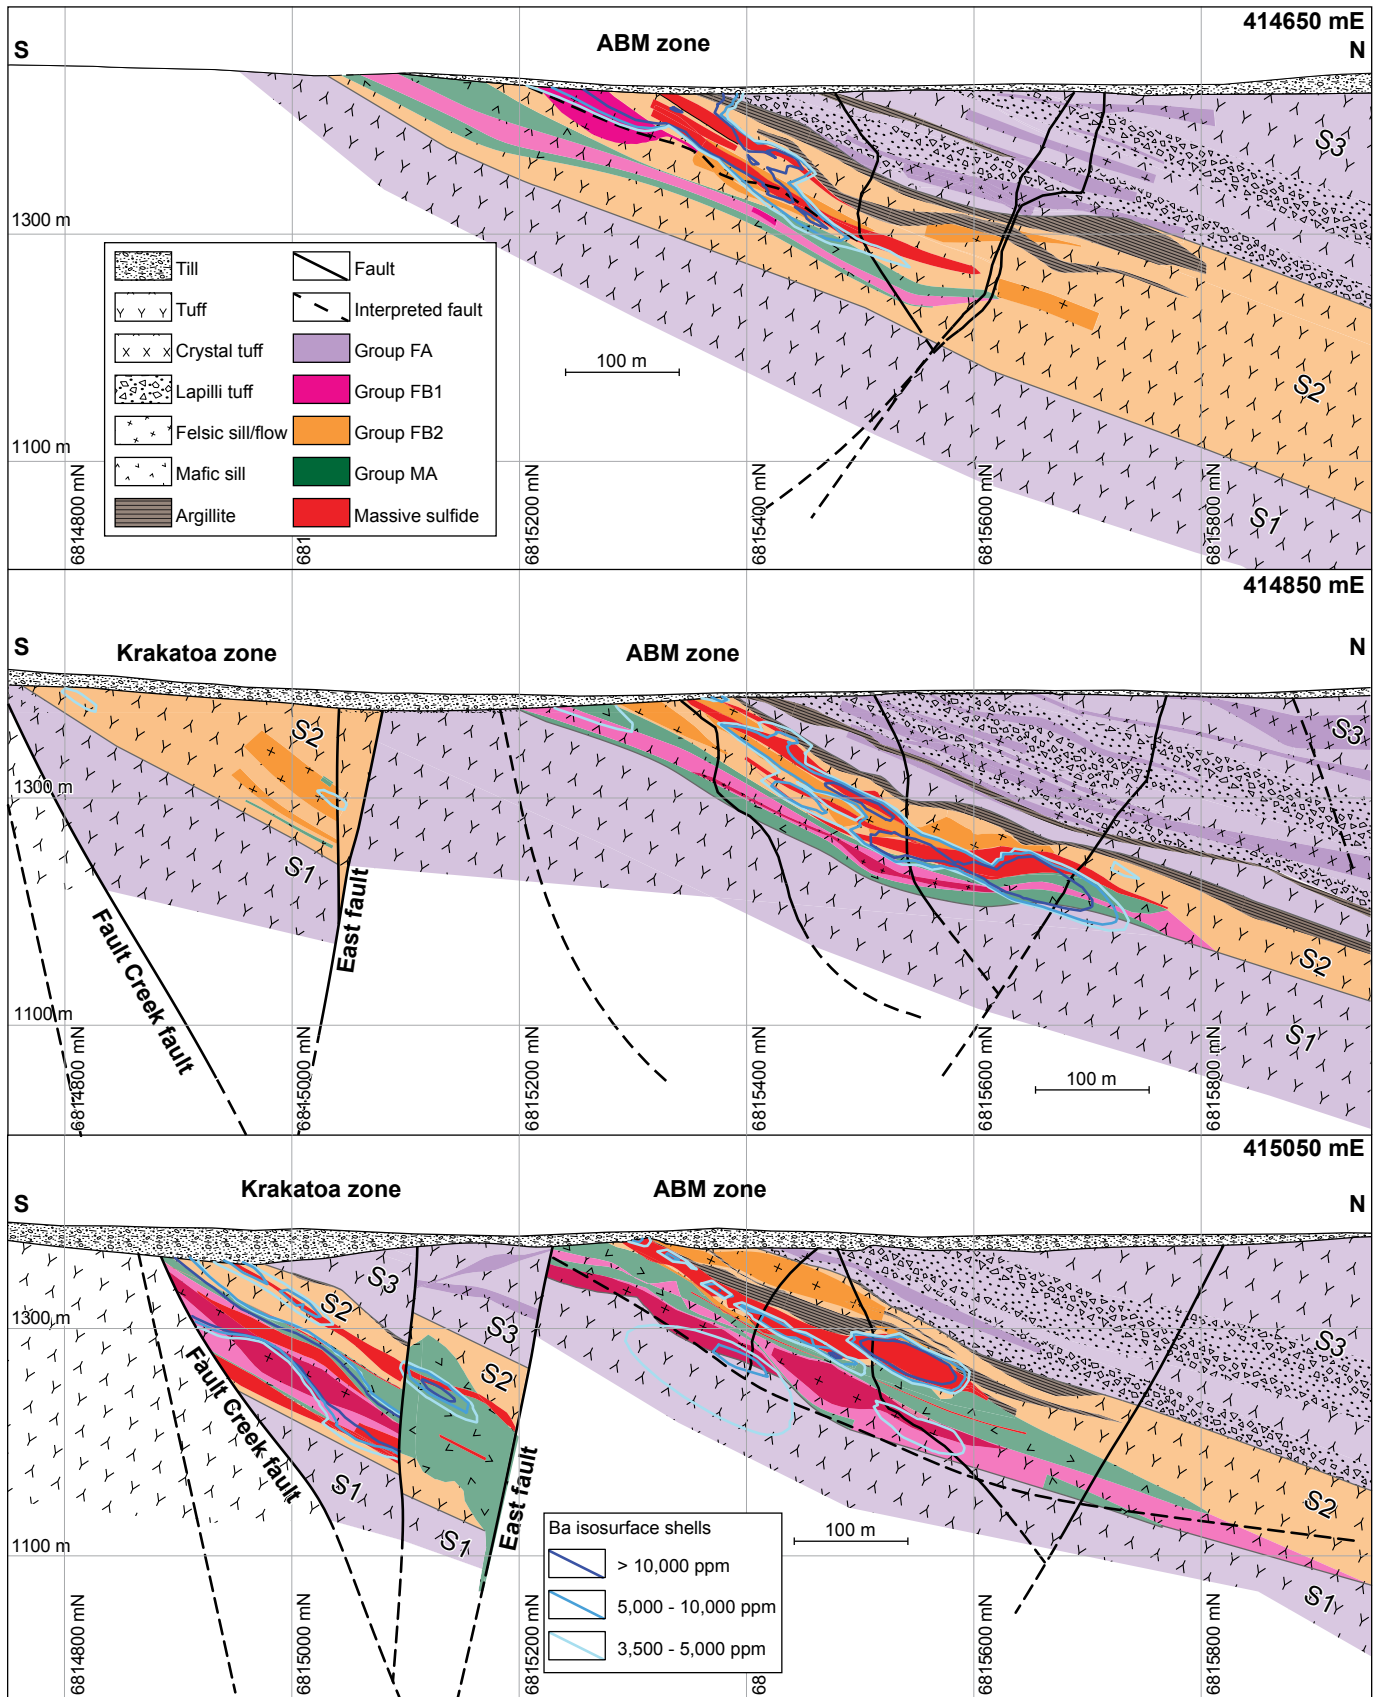 414650 mE
S
ABM zone
N
S3
1300 m
Till
Fault
Tuff
Interpreted fault
Crystal tuff
Group FA
Lapilli tuff
Group FB1
Felsic sill/flow
Group FB2
Mafic sill
Group MA
Argillite
Massive sulfide
100 m
S2
1100 m
S1
6814800 mN
681
6815200 mN
6815400 mN
6815600 mN
6815800 mN
414850 mE
S
Krakatoa zone
ABM zone
N
S2
S3
1300 m
S1
East fault
Fault Creek fault
S2
1100 m
S1
100 m
6814800 mN
6815000 mN
6815200 mN
6815400 mN
6815600 mN
6815800 mN
415050 mE
S
Krakatoa zone
ABM zone
N
S3
S2
1300 m
S3
S3
S2
Fault Creek fault
S1
East fault
S1
S2
1100 m
S1
Ba isosurface shells
> 10,000 ppm
5,000 - 10,000 ppm
3,500 - 5,000 ppm
100 m
6814800 mN
6815000 mN
6815200 mN
6815600 mN
6815800 mN